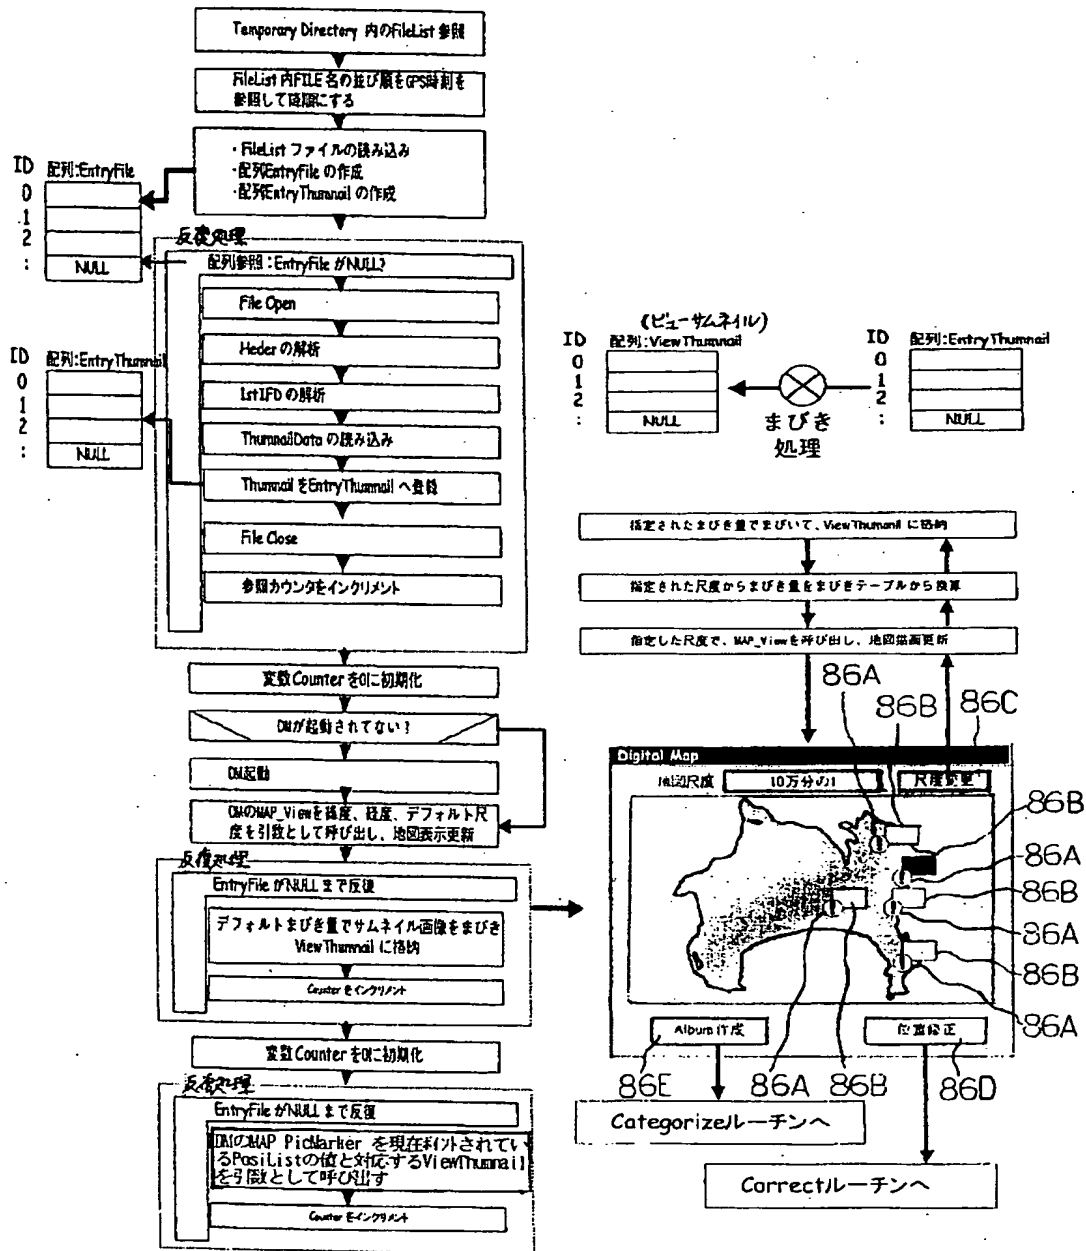 Temporary Directory 内のFileList 参照
FileList 内FILE 名の並び順をGPS時刻を
参照して降順にする
・FileList ファイルの読み込み
・配列EntryFile の作成
・配列EntryThumnail の作成
ID 配列:EntryFile
0
1
2
:
NULL
反復処理
配列参照:EntryFile がNULL?
File Open
Heder の解析
1stIFD の解析
ThumnailData の読み込み
Thumnail をEntryThumnail へ登録
File Close
参照カウンタをインクリメント
ID 配列:EntryThumnail
0
1
2
:
NULL
変数Counter を0に初期化
DMが起動されてない?
DM起動
DMのMAP_Viewを緯度、経度、デフォルト尺
度を引数として呼び出し、地図表示更新
反復処理
EntryFile がNULL まで反復
デフォルトまびき量でサムネイル画像をまびき
ViewThumnail に格納
Counter をインクリメント
変数Counter を0に初期化
反復処理
EntryFile がNULL まで反復
DMのMAP PicMarker を現在ポイントされてい
るPosiListの値と対応するViewThumnail
を引数として呼び出す
Counter をインクリメント
(ビューサムネイル)
ID 配列:ViewThumnail
0
1
2
:
NULL
まびき
処理
ID 配列:EntryThumnail
0
1
2
:
NULL
指定されたまびき量でまびいて、ViewThumanil に格納
指定された尺度からまびき量をまびきテーブルから換算
指定した尺度で、MAP_Viewを呼び出し、地図描画更新
86A
86B
86C
Digital Map
地図尺度 10万分の1 尺度変更
86B
86A
86B
86A
86B
86A
Album 作成 位置修正
86E 86A 86B 86D
Categorizeルーチンへ
Correctルーチンへ